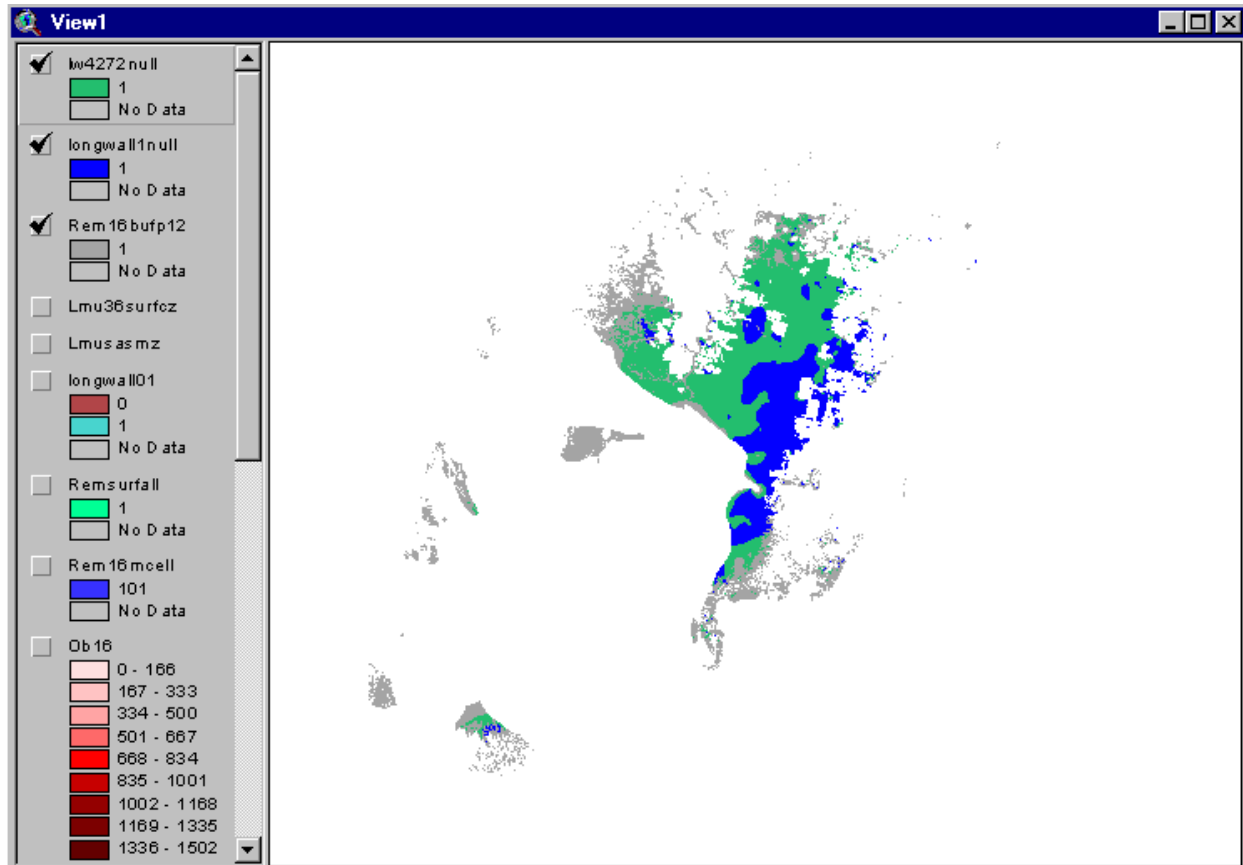 View1
lw4272null
1
No Data
longwall1null
1
No Data
Rem16bufp12
1
No Data
Lmu36surfcz
Lmusasmz
longwall01
0
1
No Data
Remsurfall
1
No Data
Rem16mcell
101
No Data
Ob16
0 - 166
167 - 333
334 - 500
501 - 667
668 - 834
835 - 1001
1002 - 1168
1169 - 1335
1336 - 1502